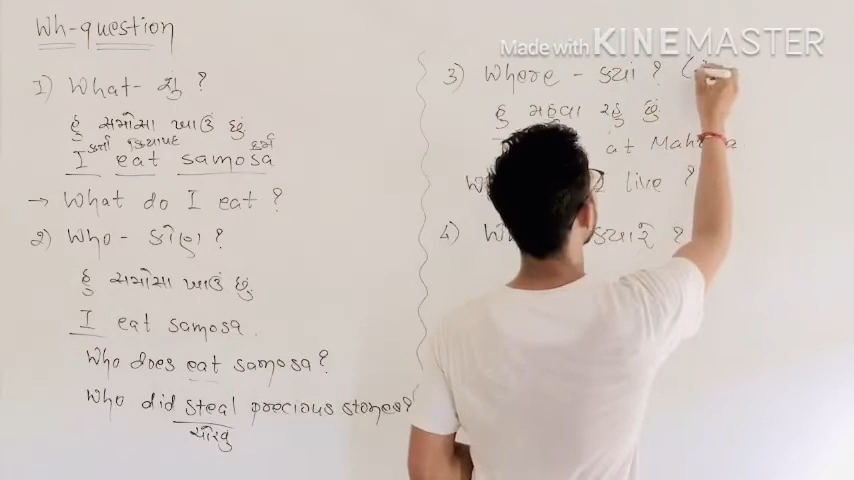 Wh-question
1) What - શું ?
હું સમોસા ખાઉં છું
કર્તા ક્રિયાપદ કર્મ
I eat samosa
→ What do I eat ?
2) Who - કોણ ?
હું સમોસા ખાઉં છું
I eat samosa.
Who does eat samosa?
Who did steal precious stones?
ચોરવું
Made with KINEMASTER
3) Where - ક્યાં ?
હું મહુવા રહું છું
at
live ?
4) ક્યારે ?